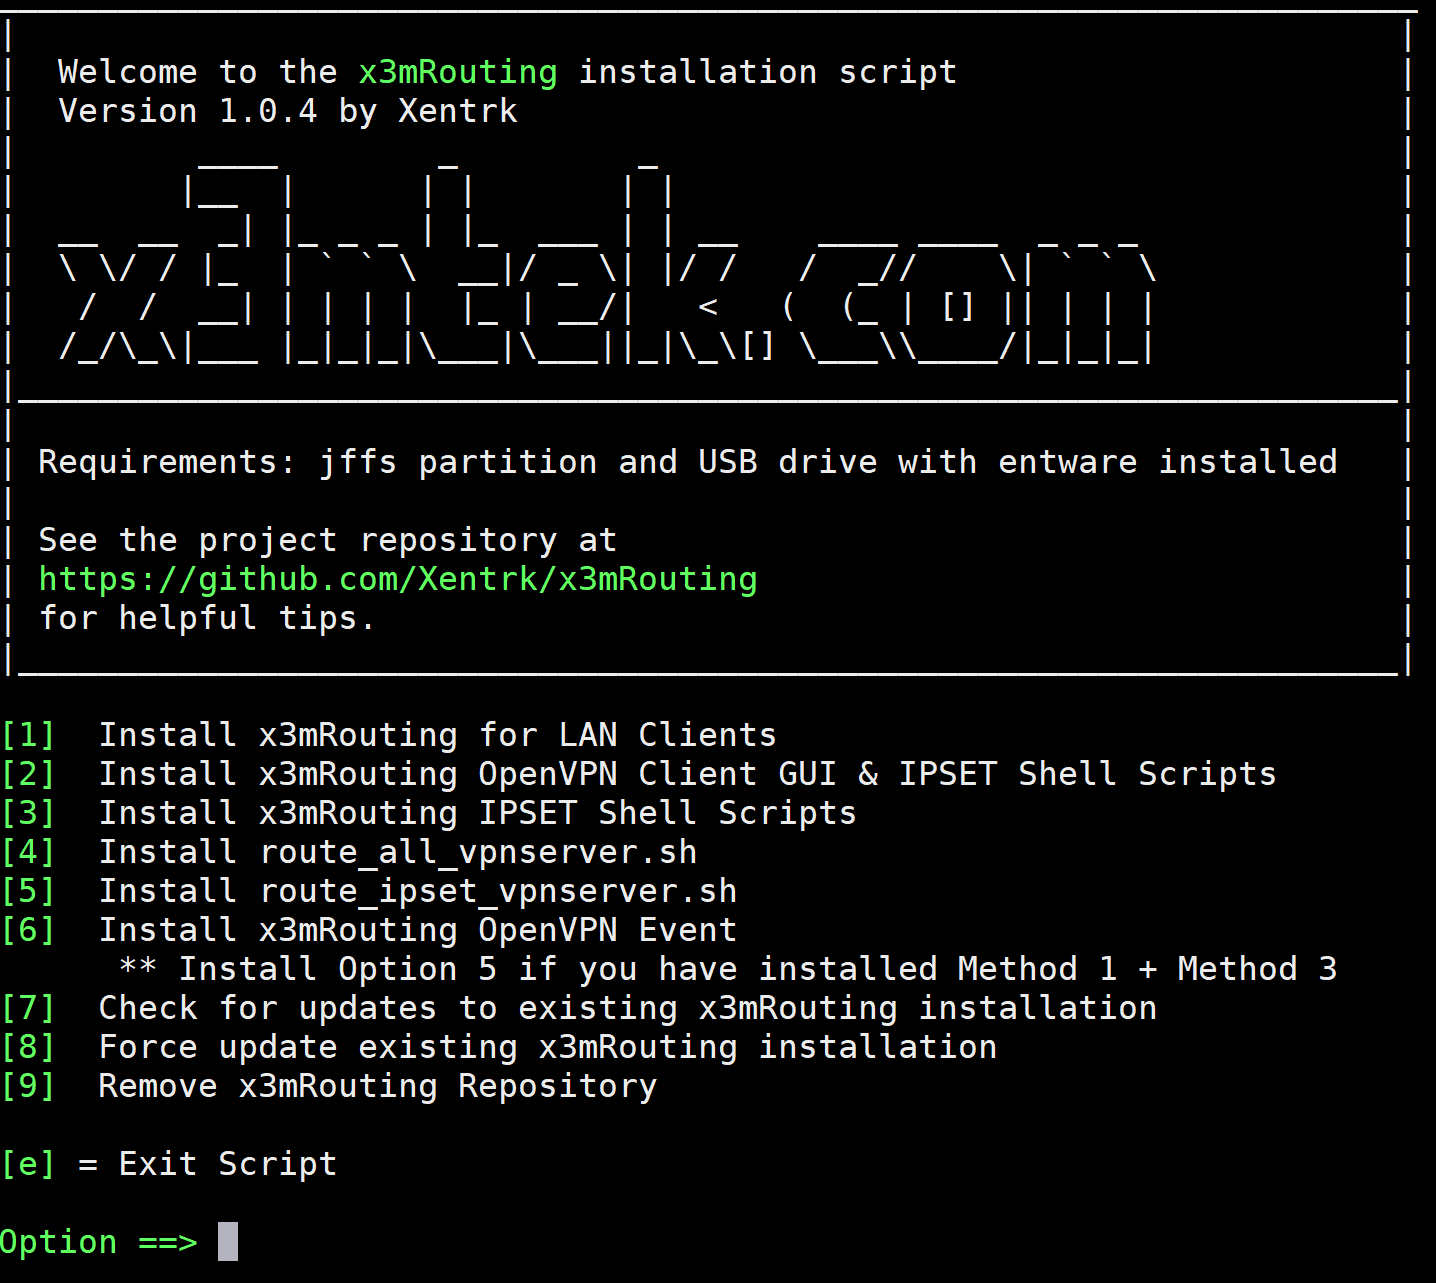 Welcome to the x3mRouting installation script
Version 1.0.4 by Xentrk
x3mtek.com
Requirements: jffs partition and USB drive with entware installed
See the project repository at
https://github.com/Xentrk/x3mRouting
for helpful tips.
[1]  Install x3mRouting for LAN Clients
[2]  Install x3mRouting OpenVPN Client GUI & IPSET Shell Scripts
[3]  Install x3mRouting IPSET Shell Scripts
[4]  Install route_all_vpnserver.sh
[5]  Install route_ipset_vpnserver.sh
[6]  Install x3mRouting OpenVPN Event
** Install Option 5 if you have installed Method 1 + Method 3
[7]  Check for updates to existing x3mRouting installation
[8]  Force update existing x3mRouting installation
[9]  Remove x3mRouting Repository
[e] = Exit Script
Option ==>